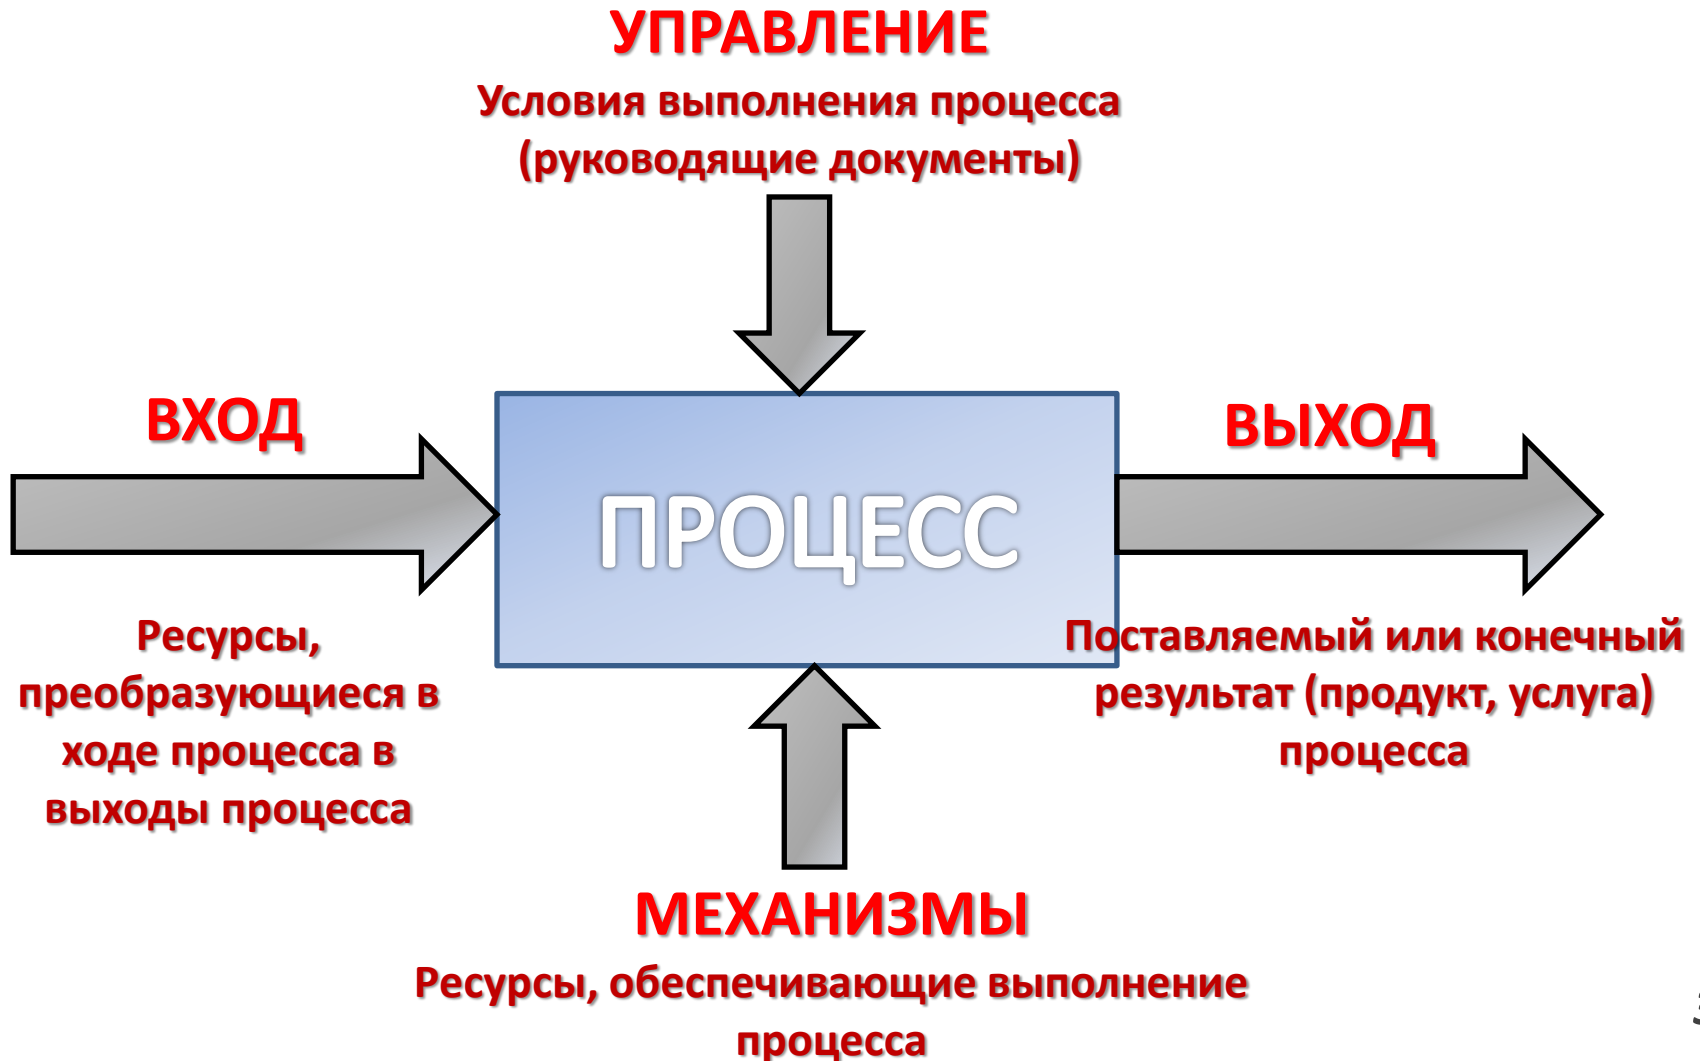 УПРАВЛЕНИЕ
Условия выполнения процесса
(руководящие документы)
ВХОД
ВЫХОД
ПРОЦЕСС
Ресурсы,
преобразующиеся в
ходе процесса в
выходы процесса
Поставляемый или конечный
результат (продукт, услуга)
процесса
МЕХАНИЗМЫ
Ресурсы, обеспечивающие выполнение
процесса